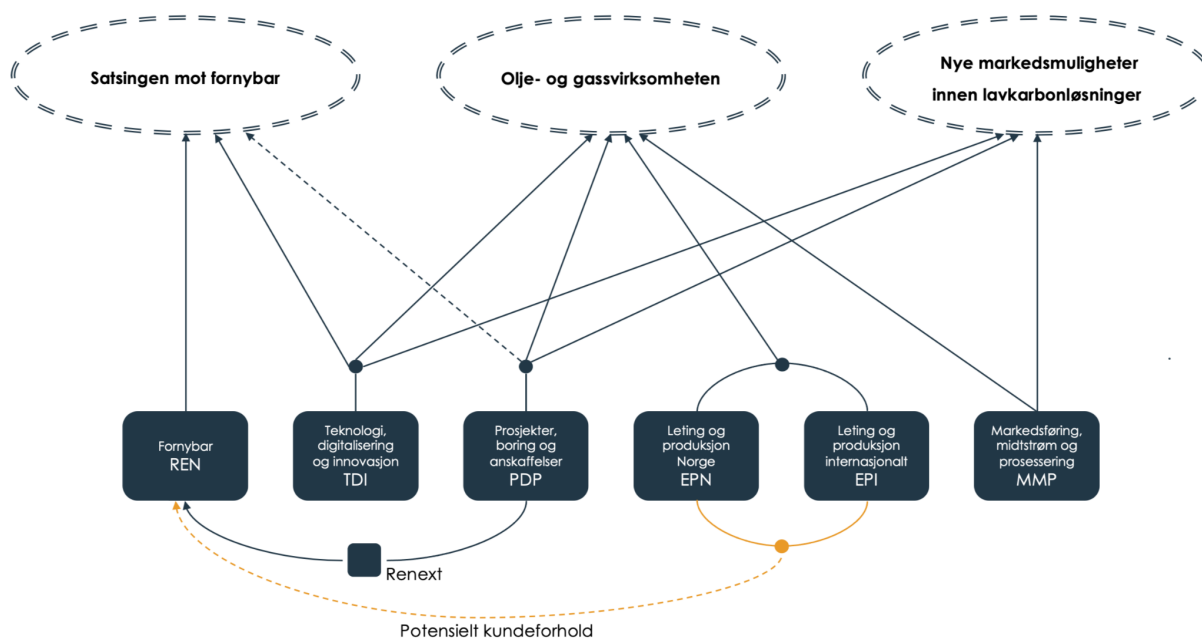 Satsingen mot fornybar
Olje- og gassvirksomheten
Nye markedsmuligheter
innen lavkarbonløsninger
Fornybar
REN
Teknologi,
digitalisering
og innovasjon
TDI
Prosjekter,
boring og
anskaffelser
PDP
Leting og
produksjon
Norge
EPN
Leting og
produksjon
internasjonalt
EPI
Markedsføring,
midtstrøm og
prosessering
MMP
Renext
Potensielt kundeforhold